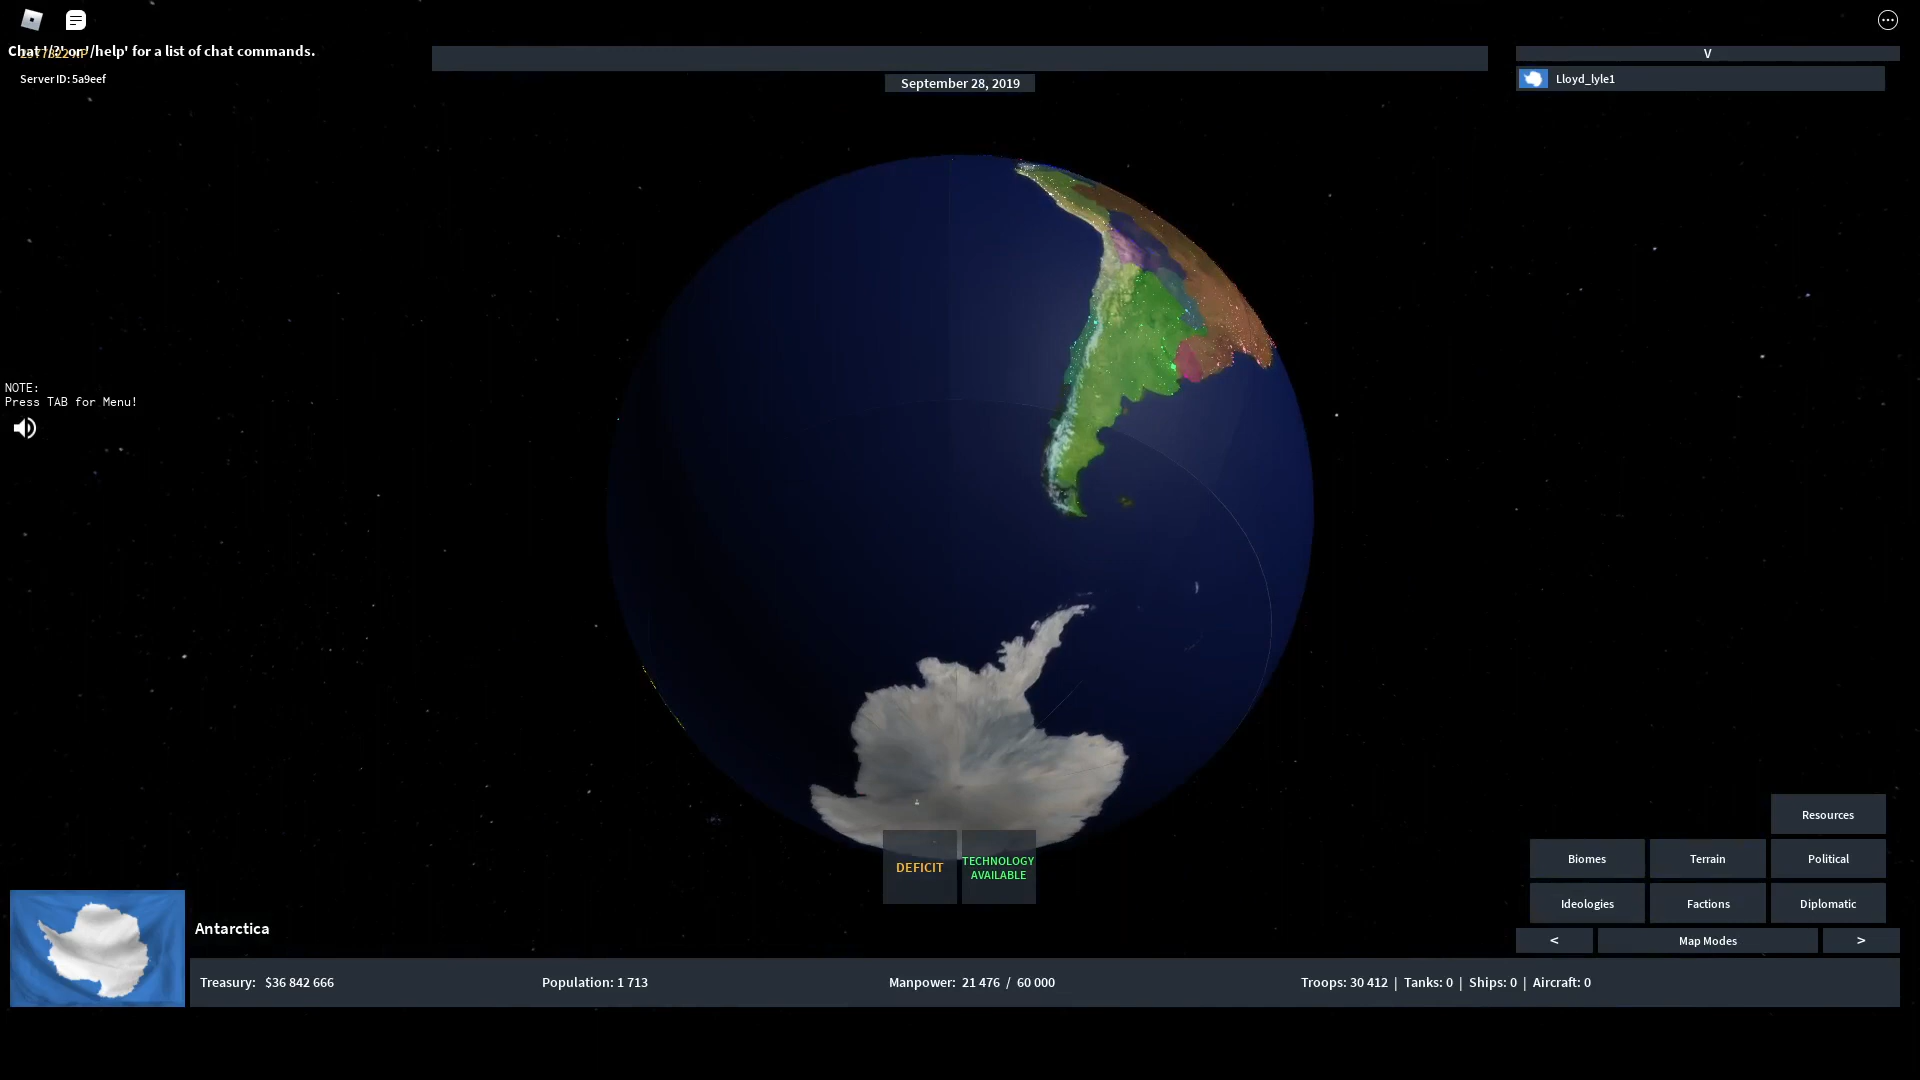 Chat '/?' or '/help' for a list of chat commands.
Server ID: 5a9eef
September 28, 2019
V
Lloyd_lyle1
NOTE:
Press TAB for Menu!
DEFICIT
TECHNOLOGY
AVAILABLE
Resources
Biomes
Terrain
Political
Ideologies
Factions
Diplomatic
<
Map Modes
>
Antarctica
Treasury: $36 842 666
Population: 1 713
Manpower: 21 476 / 60 000
Troops: 30 412 | Tanks: 0 | Ships: 0 | Aircraft: 0